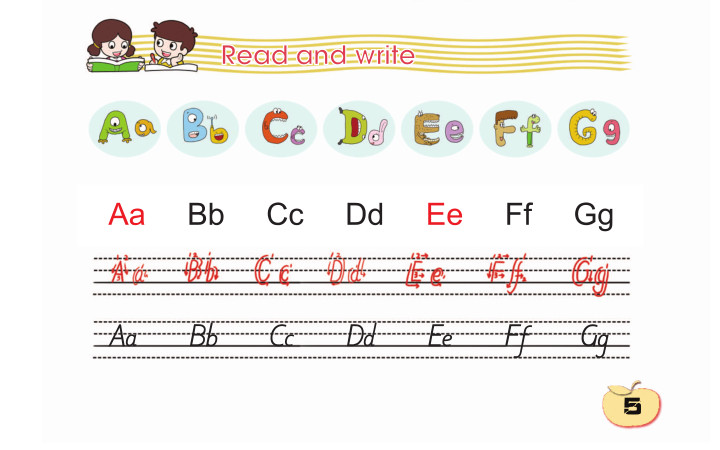 Read and write
Aa Bb Cc Dd Ee Ff Gg
Aa Bb Cc Dd Ee Ff Gg
Aa Bb Cc Dd Ee Ff Gg
Aa Bb Cc Dd Ee Ff Gg
5